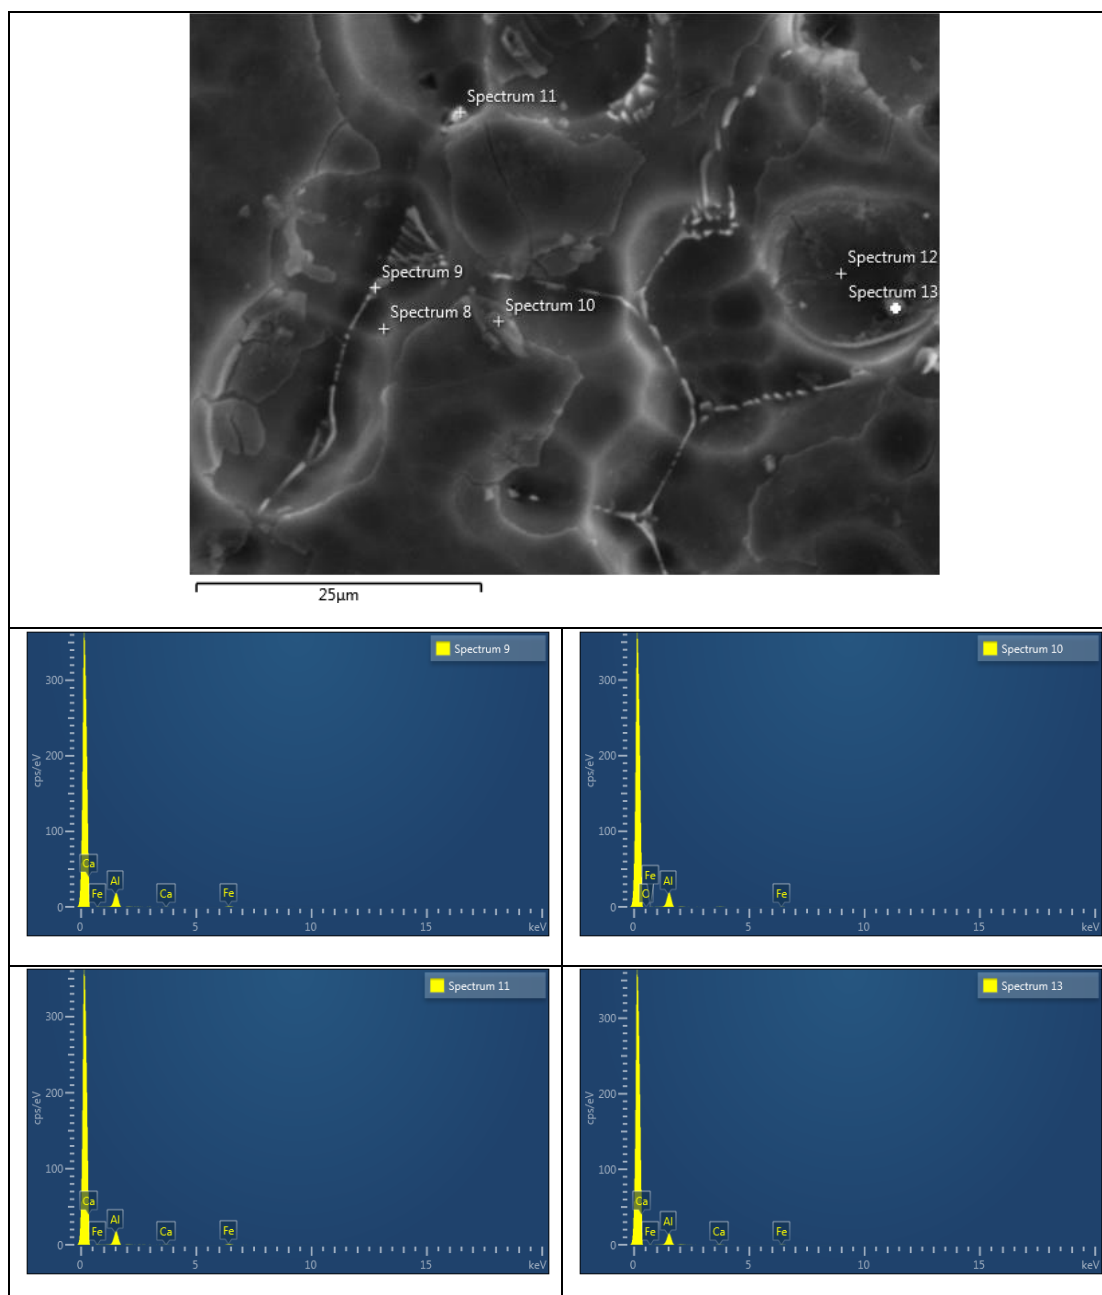 Spectrum 11
Spectrum 12
Spectrum 9
Spectrum 13
Spectrum 10
Spectrum 8
25µm
Spectrum 9
300
200
100
0
cps/eV
Ca
Fe
Al
Ca
Fe
0 5 10 15 keV
Spectrum 10
300
200
100
0
cps/eV
Fe
O
Al
Fe
0 5 10 15 keV
Spectrum 11
300
200
100
0
cps/eV
Ca
Fe
Al
Ca
Fe
0 5 10 15 keV
Spectrum 13
300
200
100
0
cps/eV
Ca
Fe
Al
Ca
Fe
0 5 10 15 keV